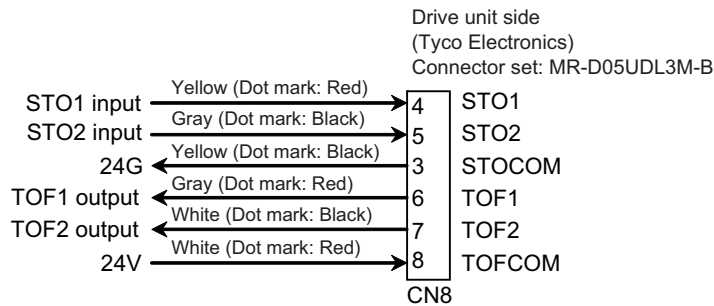 Drive unit side
(Tyco Electronics)
Connector set: MR-D05UDL3M-B
STO1 input Yellow (Dot mark: Red) 4 STO1
STO2 input Gray (Dot mark: Black) 5 STO2
24G Yellow (Dot mark: Black) 3 STOCOM
TOF1 output Gray (Dot mark: Red) 6 TOF1
TOF2 output White (Dot mark: Black) 7 TOF2
24V White (Dot mark: Red) 8 TOFCOM
CN8